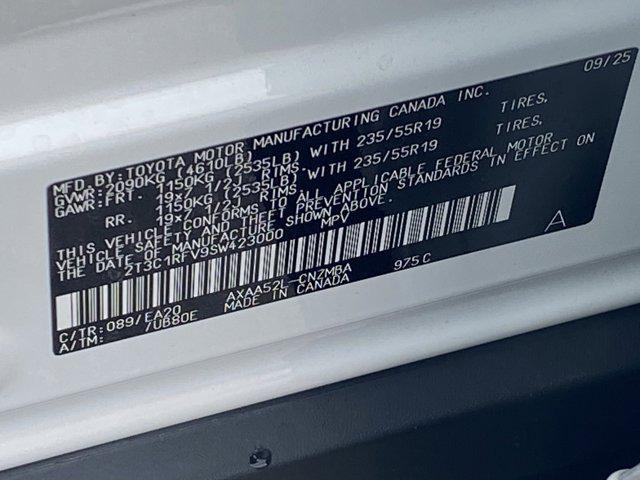 09/25
MFD.BY:TOYOTA MOTOR MANUFACTURING CANADA INC.
GVWR: 2090KG (4610LB)
GAWR:FRT. 1150KG (2535LB) WITH 235/55R19 TIRES,
19x7 1/2J RIMS.
RR. 1150KG (2535LB) WITH 235/55R19 TIRES,
19x7 1/2J RIMS.
THIS VEHICLE CONFORMS TO ALL APPLICABLE FEDERAL MOTOR
VEHICLE SAFETY AND THEFT PREVENTION STANDARDS IN EFFECT ON
THE DATE OF MANUFACTURE SHOWN ABOVE.
2T3C1RFV9SW423000 MPV
A
C/TR: 089/EA20 AXAA52L-CNZMBA 975C
A/TM: /UB80E MADE IN CANADA